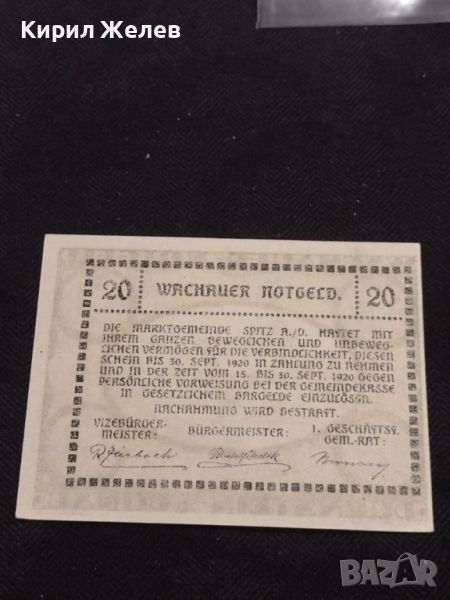 Кирил Желев
20 WACHAUER NOTGELD. 20
DIE MARKTGEMEINDE SPITZ A./D. HAFTET MIT
IHREM GANZEN BEWEGLICHEN UND UNBEWEG-
LICHEN VERMÖGEN FÜR DIE VERBINDLICHKEIT, DIESEN
SCHEIN BIS 30. SEPT. 1920 IN ZAHLUNG ZU NEHMEN
UND IN DER ZEIT VOM 15. BIS 30. SEPT. 1920 GEGEN
PERSÖNLICHE VORWEISUNG BEI DER GEMEINDEKASSE
IN GESETZLICHEM BARGELDE EINZULÖSEN.
NACHAHMUNG WIRD BESTRAFT.
VIZEBÜRGER- 1. GESCHÄFTSF.
MEISTER: BÜRGERMEISTER: GEM.-RAT:
BAZAR